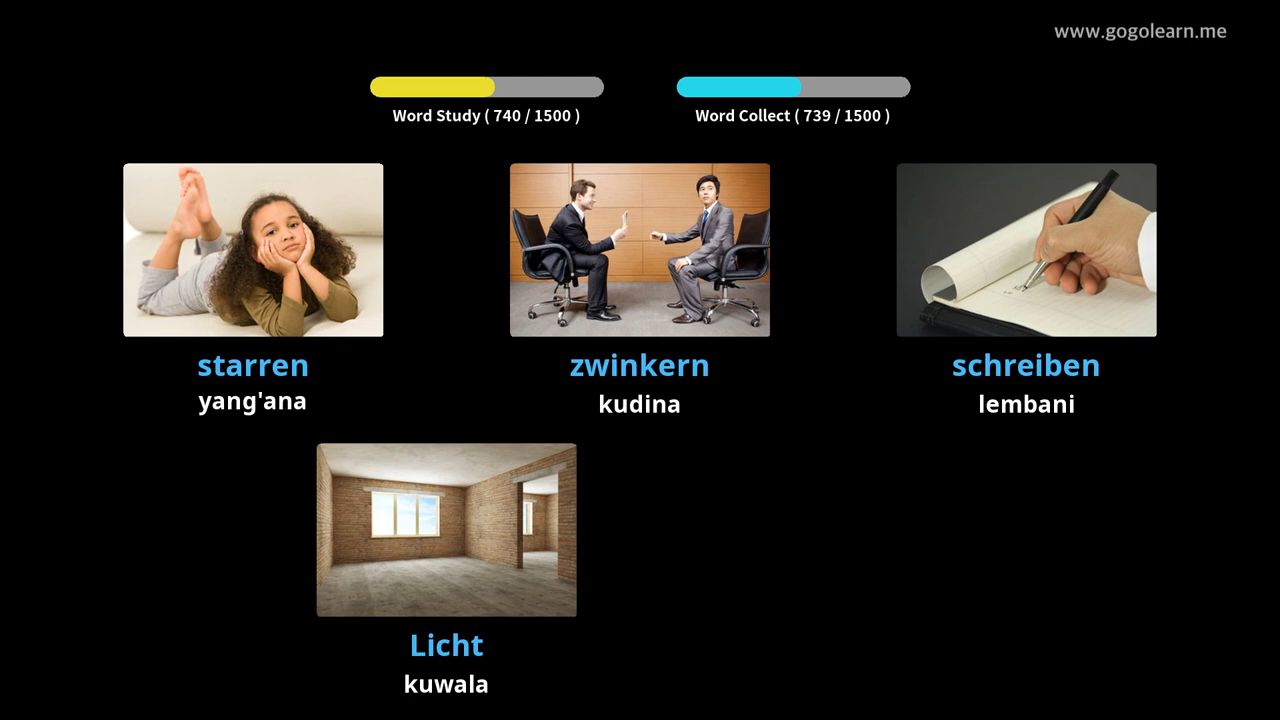 www.gogolearn.me
Word Study ( 740 / 1500 )
Word Collect ( 739 / 1500 )
starren
yang'ana
zwinkern
kudina
schreiben
lembani
Licht
kuwala